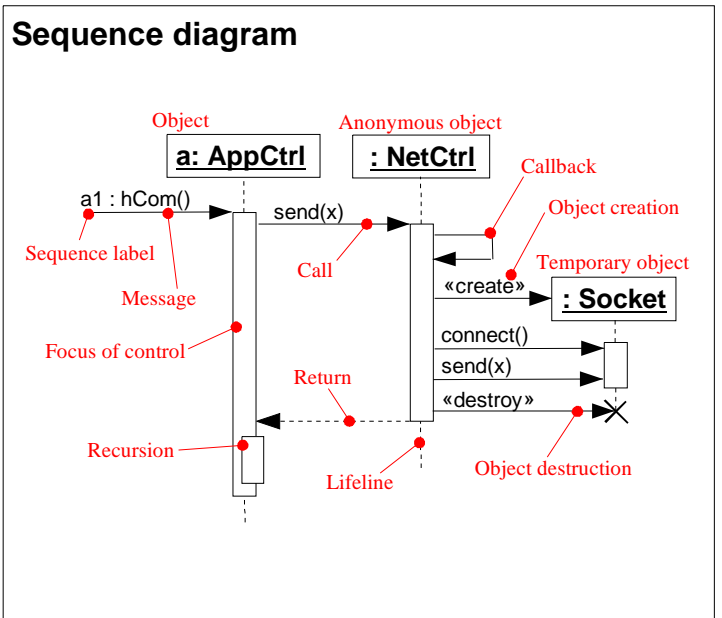 Sequence diagram
Object
Anonymous object
a: AppCtrl
: NetCtrl
Callback
a1 : hCom()
send(x)
Object creation
Sequence label
Call
Temporary object
Message
«create»
: Socket
connect()
Focus of control
send(x)
Return
«destroy»
Recursion
Object destruction
Lifeline